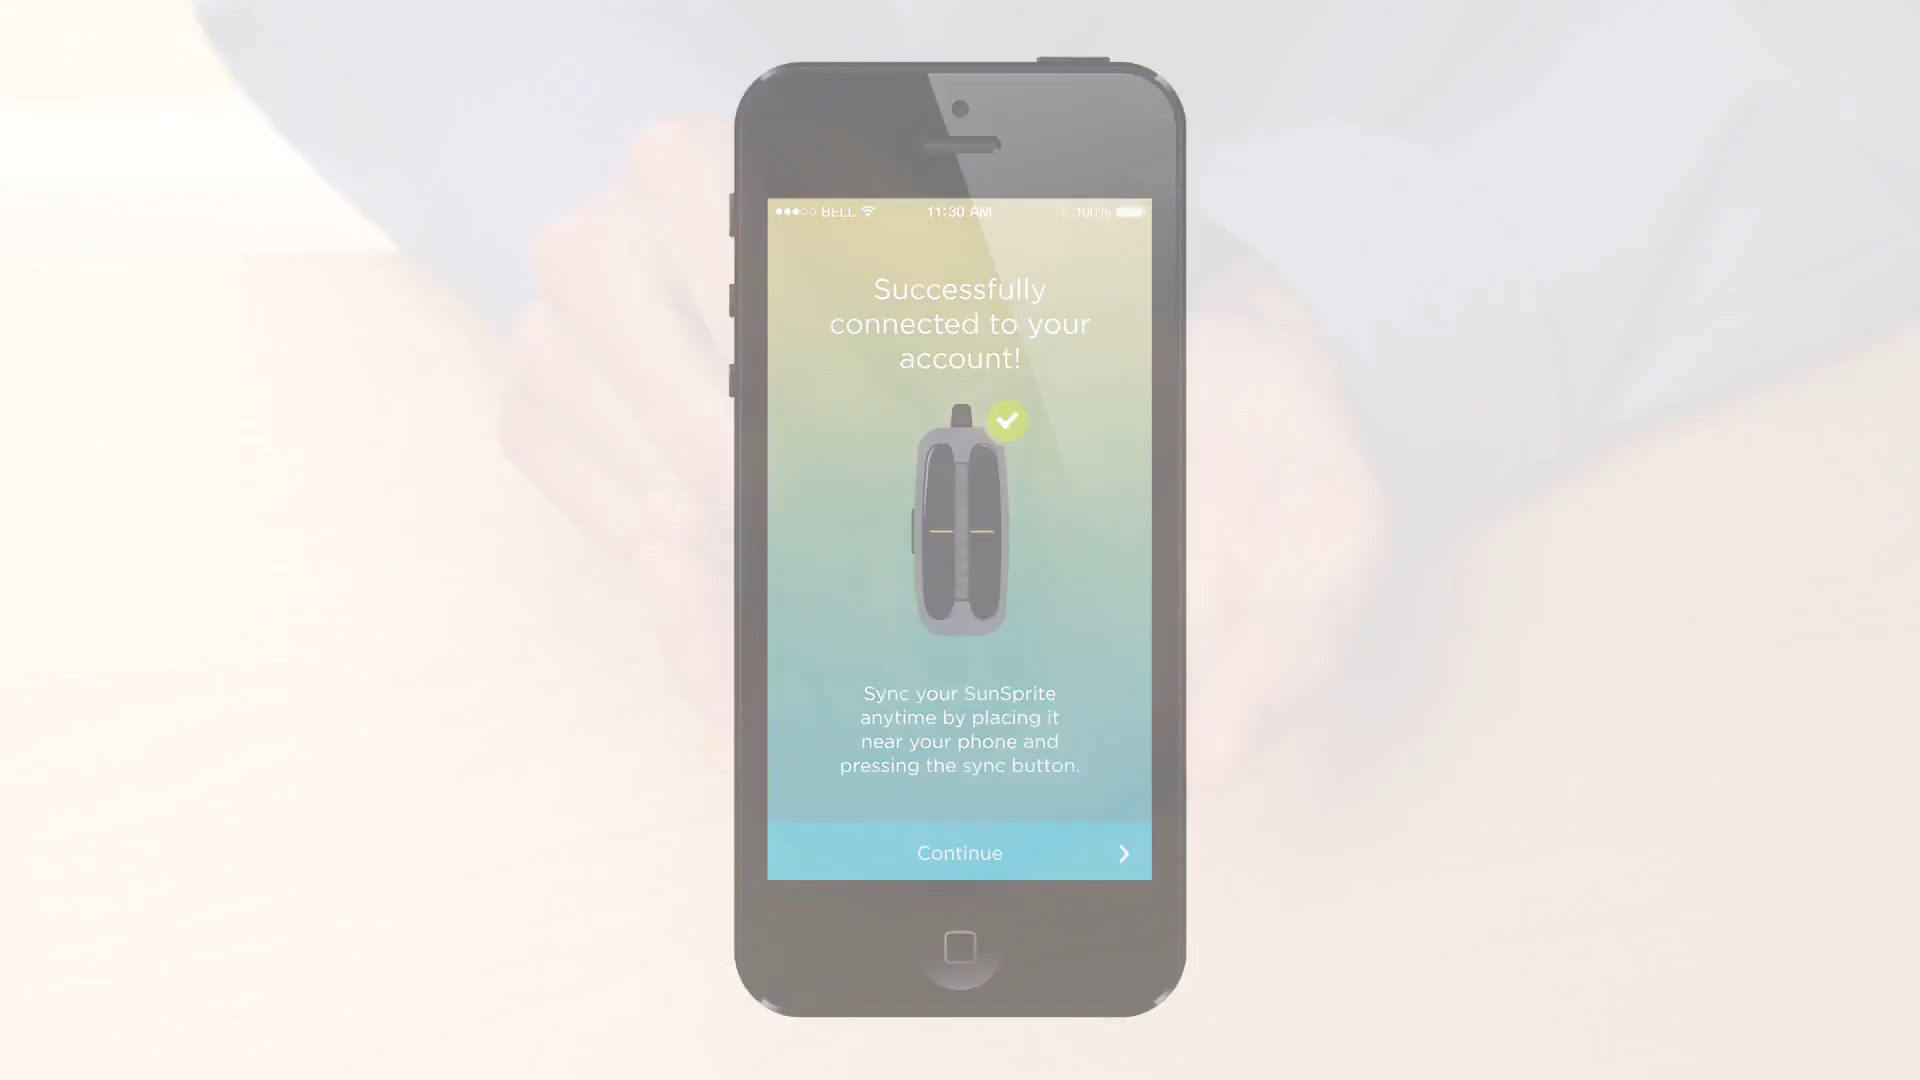 BELL 11:30 AM 100%
Successfully
connected to your
account!
Sync your SunSprite
anytime by placing it
near your phone and
pressing the sync button.
Continue